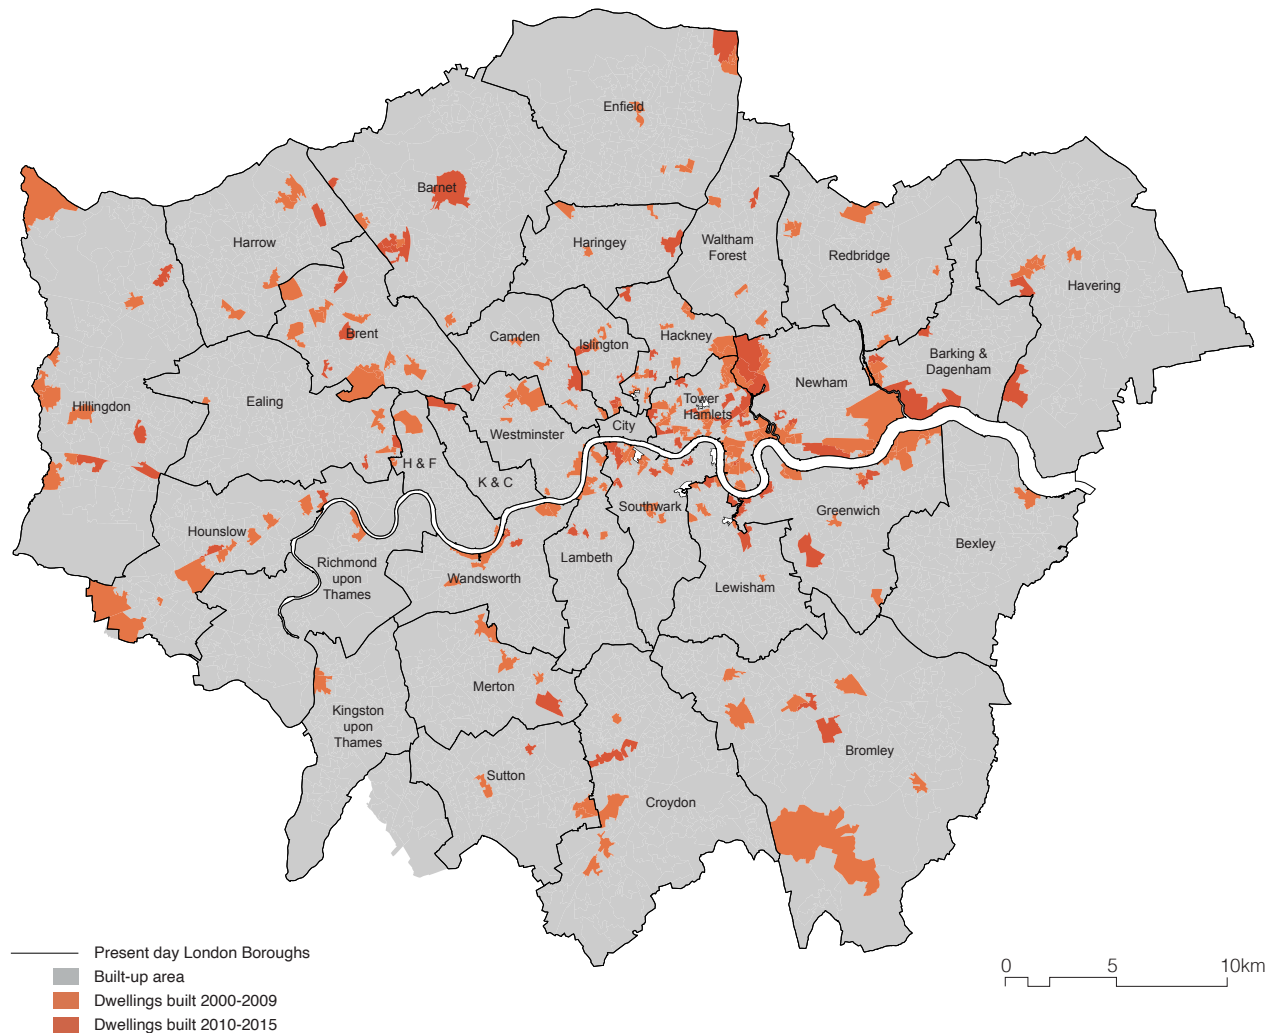 Enfield
Barnet
Harrow
Haringey
Waltham
Forest
Redbridge
Havering
Brent
Camden
Islington
Hackney
Barking &
Dagenham
Newham
Ealing
Hillingdon
Tower
Hamlets
City
Westminster
H & F
K & C
Southwark
Greenwich
Hounslow
Bexley
Lambeth
Richmond
upon
Thames
Wandsworth
Lewisham
Merton
Kingston
upon
Thames
Bromley
Sutton
Croydon
Present day London Boroughs
Built-up area
Dwellings built 2000-2009
Dwellings built 2010-2015
0 5 10km